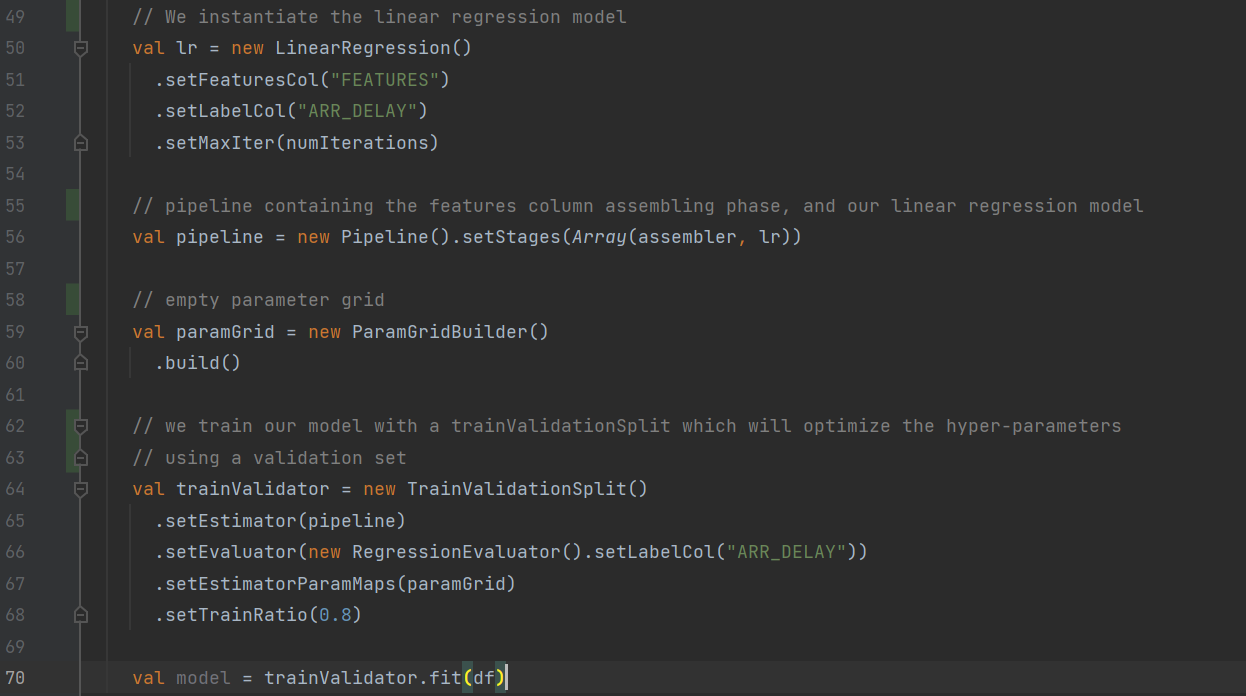 49 // We instantiate the linear regression model
50 val lr = new LinearRegression()
51 .setFeaturesCol("FEATURES")
52 .setLabelCol("ARR_DELAY")
53 .setMaxIter(numIterations)
54
55 // pipeline containing the features column assembling phase, and our linear regression model
56 val pipeline = new Pipeline().setStages(Array(assembler, lr))
57
58 // empty parameter grid
59 val paramGrid = new ParamGridBuilder()
60 .build()
61
62 // we train our model with a trainValidationSplit which will optimize the hyper-parameters
63 // using a validation set
64 val trainValidator = new TrainValidationSplit()
65 .setEstimator(pipeline)
66 .setEvaluator(new RegressionEvaluator().setLabelCol("ARR_DELAY"))
67 .setEstimatorParamMaps(paramGrid)
68 .setTrainRatio(0.8)
69
70 val model = trainValidator.fit(df)